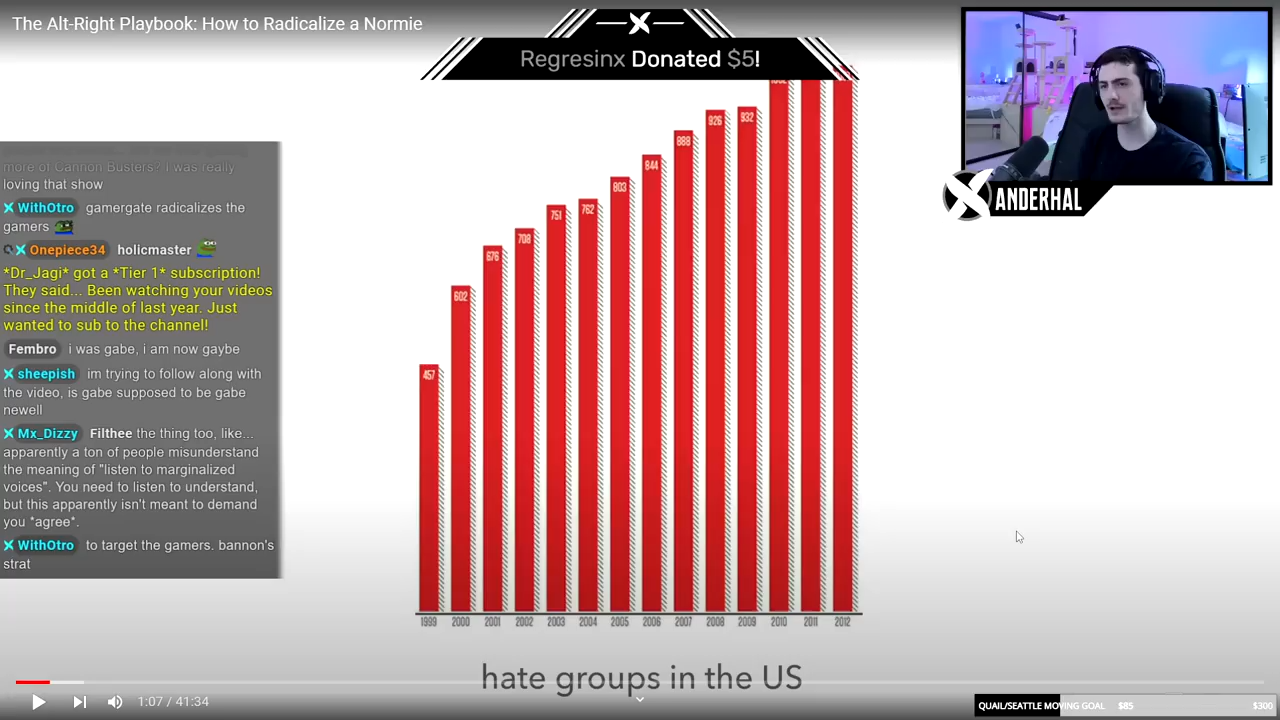 The Alt-Right Playbook: How to Radicalize a Normie
Regresinx Donated $5!
ANDERHAL
more of Cannon Busters? I was really
loving that show
WithOtro gamergate radicalizes the
gamers
Onepiece34 holicmaster
*Dr_Jagi* got a *Tier 1* subscription!
They said... Been watching your videos
since the middle of last year. Just
wanted to sub to the channel!
Fembro i was gabe, i am now gaybe
sheepish im trying to follow along with
the video, is gabe supposed to be gabe
newell
Mx_Dizzy Filthee the thing too, like...
apparently a ton of people misunderstand
the meaning of "listen to marginalized
voices". You need to listen to understand,
but this apparently isn't meant to demand
you *agree*.
WithOtro to target the gamers. bannon's
strat
457 602 676 708 751 762 803 844 888 926 932
1999 2000 2001 2002 2003 2004 2005 2006 2007 2008 2009 2010 2011 2012
hate groups in the US
1:07 / 41:34
QUAIL/SEATTLE MOVING GOAL $85 $300